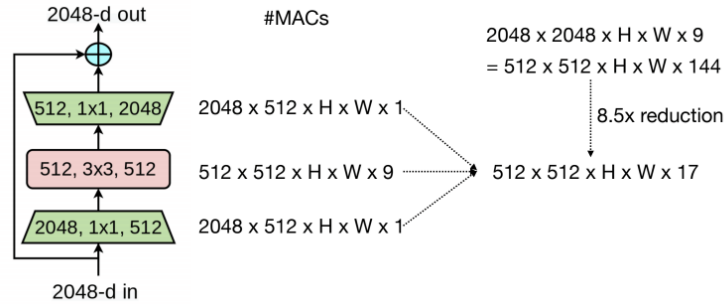 2048-d out
512, 1x1, 2048
512, 3x3, 512
2048, 1x1, 512
2048-d in
#MACs
2048 x 512 x H x W x 1
512 x 512 x H x W x 9
2048 x 512 x H x W x 1
2048 x 2048 x H x W x 9
= 512 x 512 x H x W x 144
8.5x reduction
512 x 512 x H x W x 17